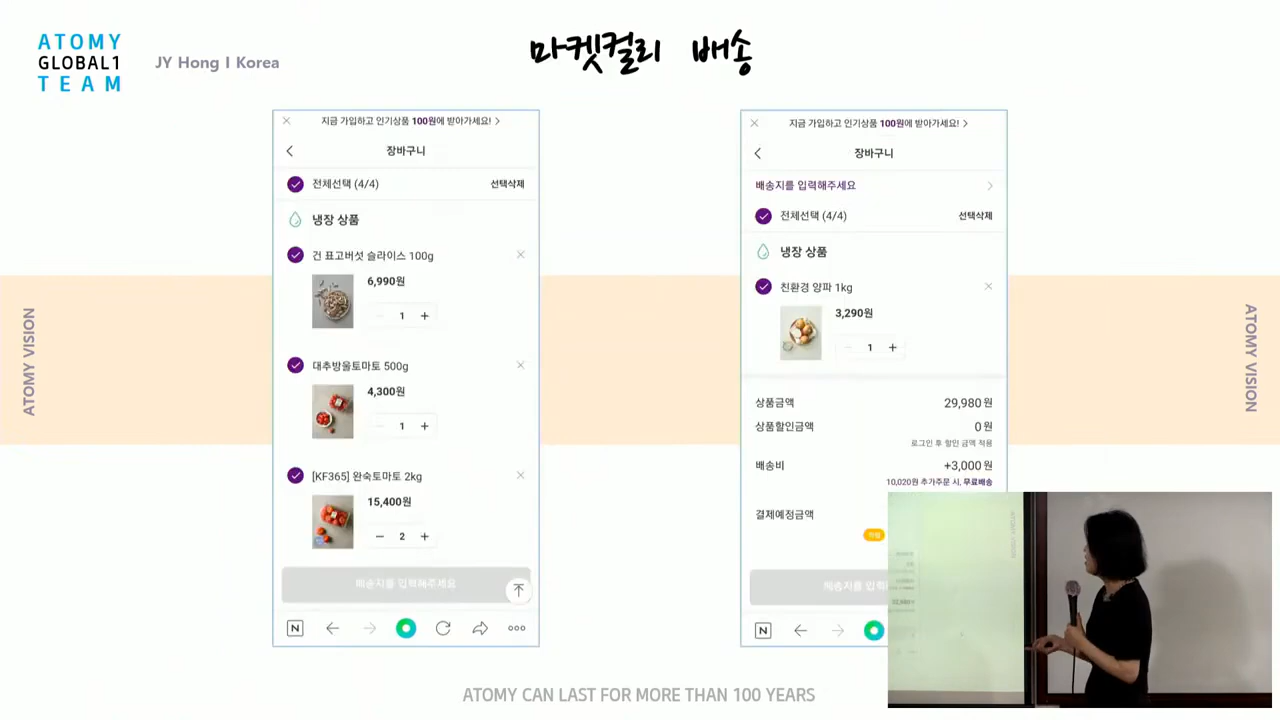 ATOMY
GLOBAL1
TEAM
JY Hong I Korea
마켓컬리 배송
지금 가입하고 인기상품 100원에 받아가세요!
장바구니
전체선택 (4/4) 선택삭제
냉장 상품
건 표고버섯 슬라이스 100g
6,990원
1
대추방울토마토 500g
4,300원
1
[KF365] 완숙토마토 2kg
15,400원
2
배송지를 입력해주세요
N
지금 가입하고 인기상품 100원에 받아가세요!
장바구니
배송지를 입력해주세요
전체선택 (4/4) 선택삭제
냉장 상품
친환경 양파 1kg
3,290원
1
상품금액 29,980 원
상품할인금액 0 원
로그인 후 할인 금액 적용
배송비 +3,000 원
10,020원 추가주문 시, 무료배송
결제예정금액
배송지를 입력
N
ATOMY VISION
ATOMY VISION
ATOMY CAN LAST FOR MORE THAN 100 YEARS